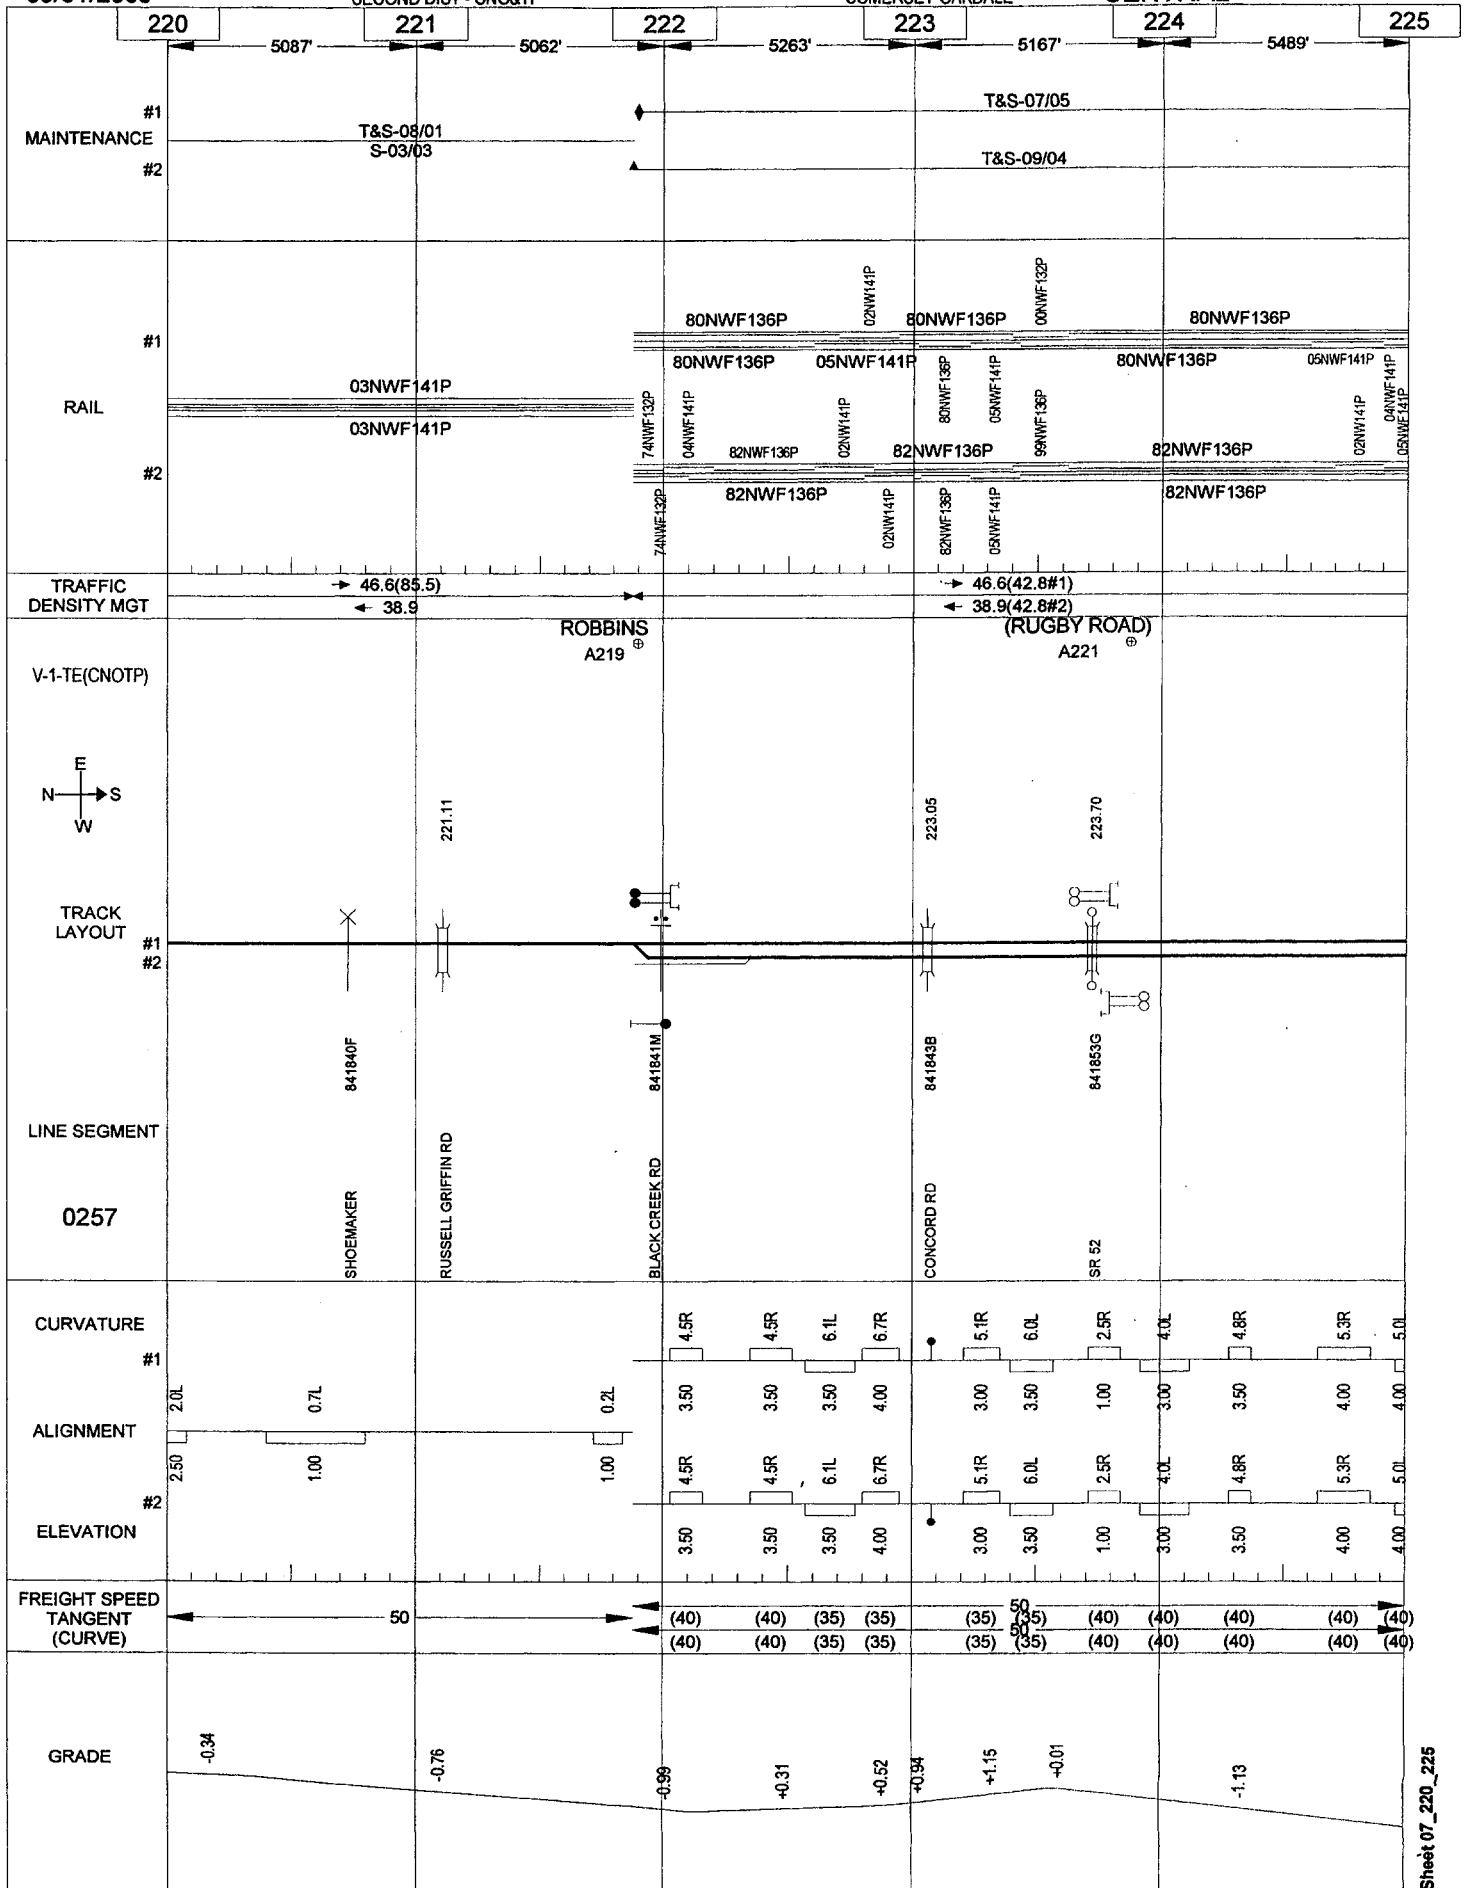 220 221 222 223 224 225
5087' 5062' 5263' 5167' 5489'
#1
T&S-07/05
MAINTENANCE
T&S-08/01
S-03/03
#2
T&S-09/04
02NW141P
00NWF132P
80NWF136P 80NWF136P 80NWF136P
#1
80NWF136P 05NWF141P 80NWF136P 05NWF141P
80NWF136P
05NWF141P
04NWF141P
RAIL
03NWF141P
03NWF141P
74NWF132P
04NWF141P
02NW141P
99NWF136P
02NW141P
05NWF141P
82NWF136P 82NWF136P 82NWF136P
#2
82NWF136P 82NWF136P
74NWF132P
02NW141P
82NWF136P
05NWF141P
TRAFFIC
DENSITY MGT
46.6(85.5) 46.6(42.8#1)
38.9 38.9(42.8#2)
ROBBINS
A219
(RUGBY ROAD)
A221
V-1-TE(CNOTP)
E
N S
W
221.11
223.05
223.70
TRACK
LAYOUT
#1
#2
841840F
841841M
841843B
841853G
LINE SEGMENT
0257
SHOEMAKER
RUSSELL GRIFFIN RD
BLACK CREEK RD
CONCORD RD
SR 52
CURVATURE
#1
4.5R 4.5R 6.1L 6.7R 5.1R 6.0L 2.5R 4.0L 4.8R 5.3R 5.0L
3.50 3.50 3.50 4.00 3.00 3.50 1.00 3.00 3.50 4.00 4.00
2.0L 0.7L 0.2L
ALIGNMENT
2.50 1.00 1.00
4.5R 4.5R 6.1L 6.7R 5.1R 6.0L 2.5R 4.0L 4.8R 5.3R 5.0L
#2
ELEVATION
3.50 3.50 3.50 4.00 3.00 3.50 1.00 3.00 3.50 4.00 4.00
FREIGHT SPEED
TANGENT
(CURVE)
50
50
(40) (40) (35) (35) (35) (35) (40) (40) (40) (40) (40)
50
(40) (40) (35) (35) (35) (35) (40) (40) (40) (40) (40)
GRADE
-0.34 -0.76 -0.99 +0.31 +0.52 +0.94 +1.15 +0.01 -1.13
Sheet 07_220_225